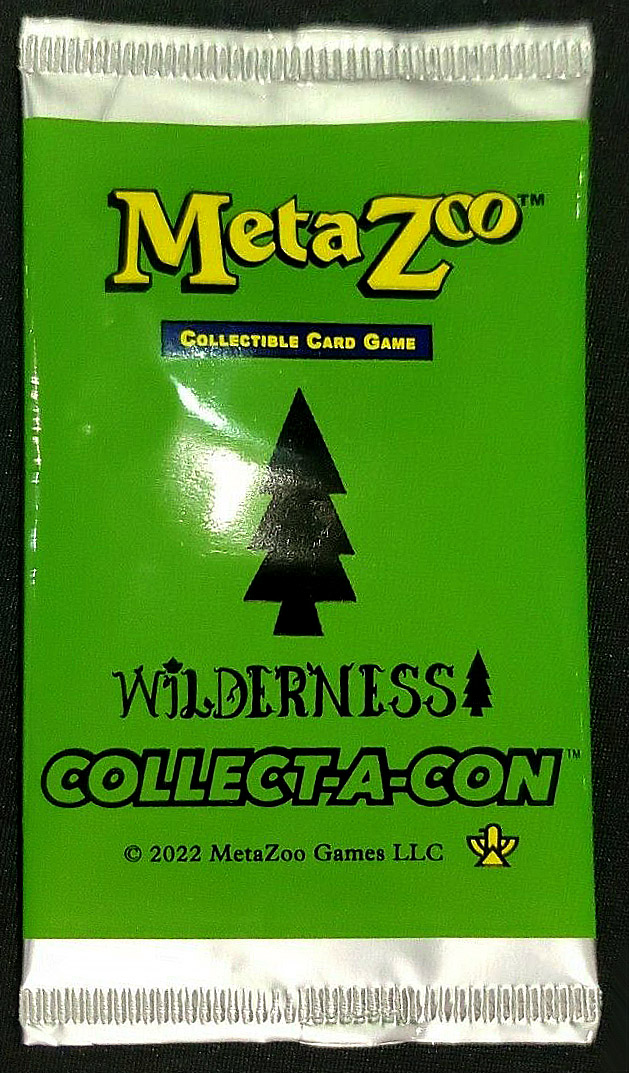 MetaZoo™
COLLECTIBLE CARD GAME
WILDERNESS
COLLECT-A-CON™
© 2022 MetaZoo Games LLC